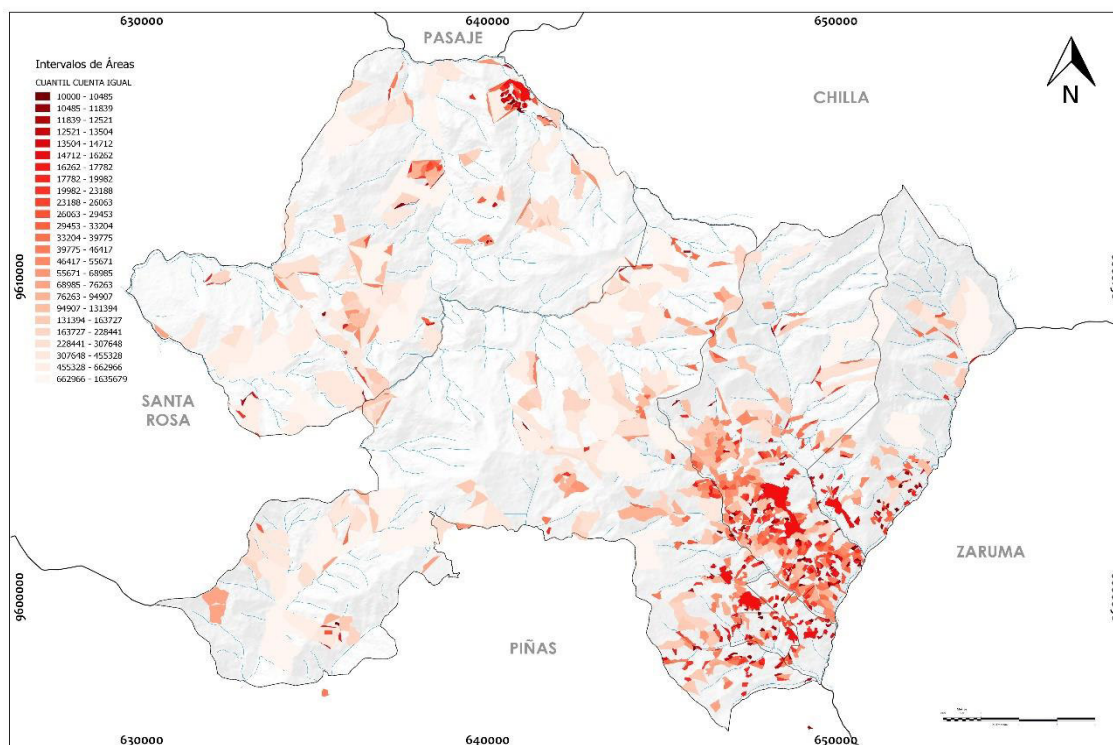 630000
640000
650000
PASAJE
Intervalos de Áreas
CUANTIL CUENTA IGUAL
10000 - 10485
10485 - 11839
11839 - 12521
12521 - 13504
13504 - 14712
14712 - 16262
16262 - 17782
17782 - 19982
19982 - 23188
23188 - 26063
26063 - 29453
29453 - 33204
33204 - 39775
39775 - 46417
46417 - 55671
55671 - 68985
68985 - 76263
76263 - 94907
94907 - 131394
131394 - 163727
163727 - 228441
228441 - 307648
307648 - 455328
455328 - 662966
662966 - 1635679
N
CHILLA
9610000
SANTA
ROSA
ZARUMA
9600000
PIÑAS
630000
640000
650000